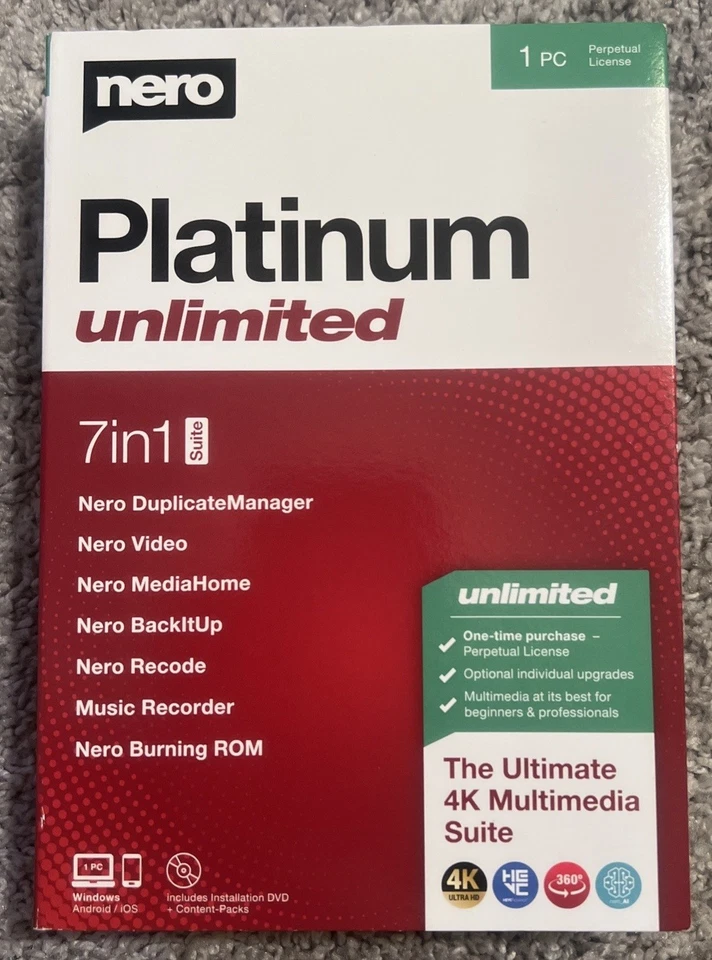 nero
1 PC
Perpetual
License
Platinum
unlimited
7in1 Suite
Nero DuplicateManager
Nero Video
Nero MediaHome
Nero BackItUp
Nero Recode
Music Recorder
Nero Burning ROM
unlimited
One-time purchase –
Perpetual License
Optional individual upgrades
Multimedia at its best for
beginners & professionals
The Ultimate
4K Multimedia
Suite
1 PC
Windows
Android / iOS
Includes Installation DVD
+ Content-Packs
4K
ULTRA HD
HE
VC
360°